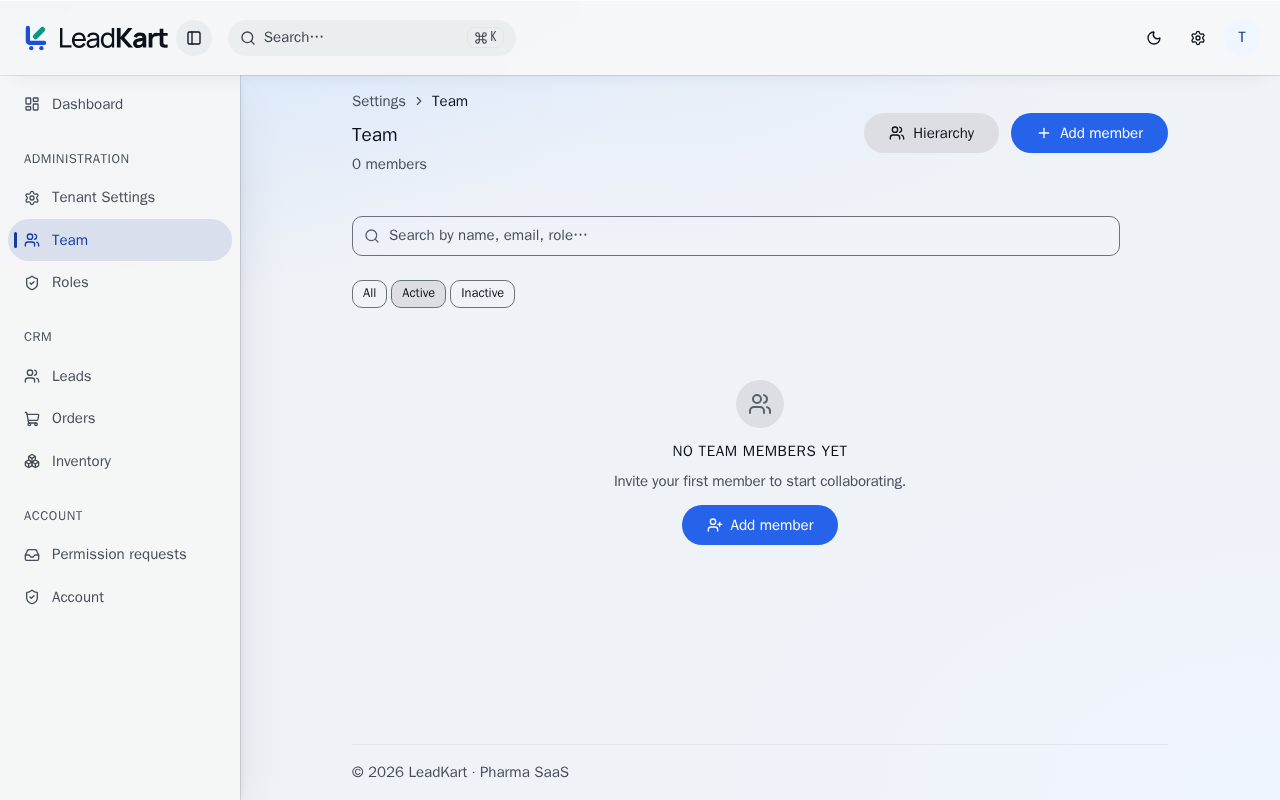 LeadKart
Search…
⌘K
T
Dashboard
ADMINISTRATION
Tenant Settings
Team
Roles
CRM
Leads
Orders
Inventory
ACCOUNT
Permission requests
Account
Settings > Team
Team
0 members
Hierarchy
Add member
Search by name, email, role…
All
Active
Inactive
NO TEAM MEMBERS YET
Invite your first member to start collaborating.
Add member
© 2026 LeadKart · Pharma SaaS